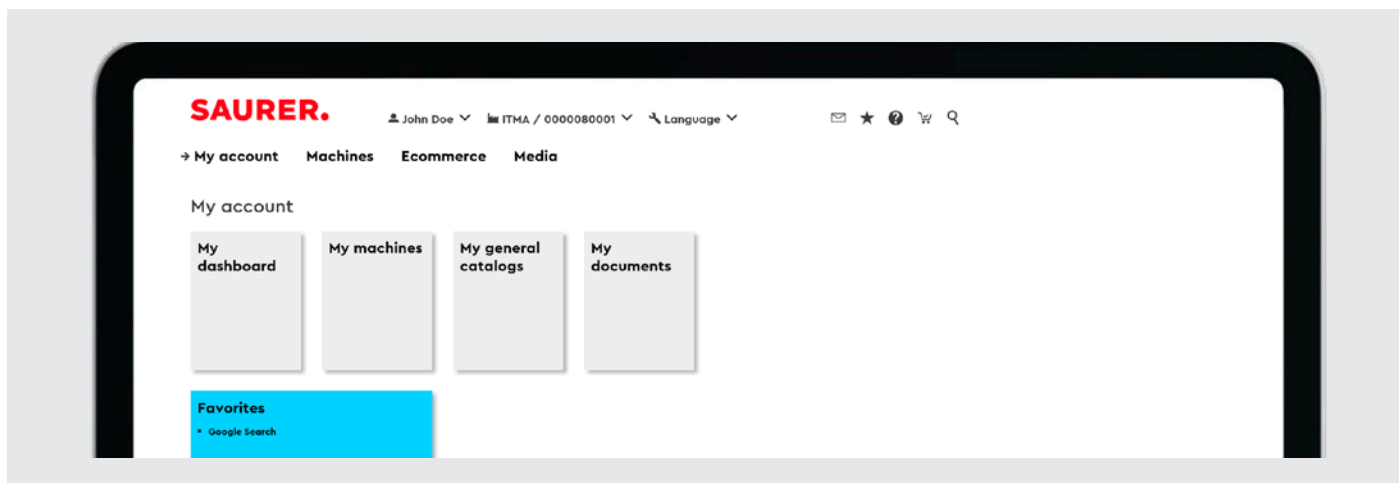 SAURER.
John Doe ITMA / 0000080001 Language
My account Machines Ecommerce Media
My account
My dashboard
My machines
My general catalogs
My documents
Favorites
• Google Search